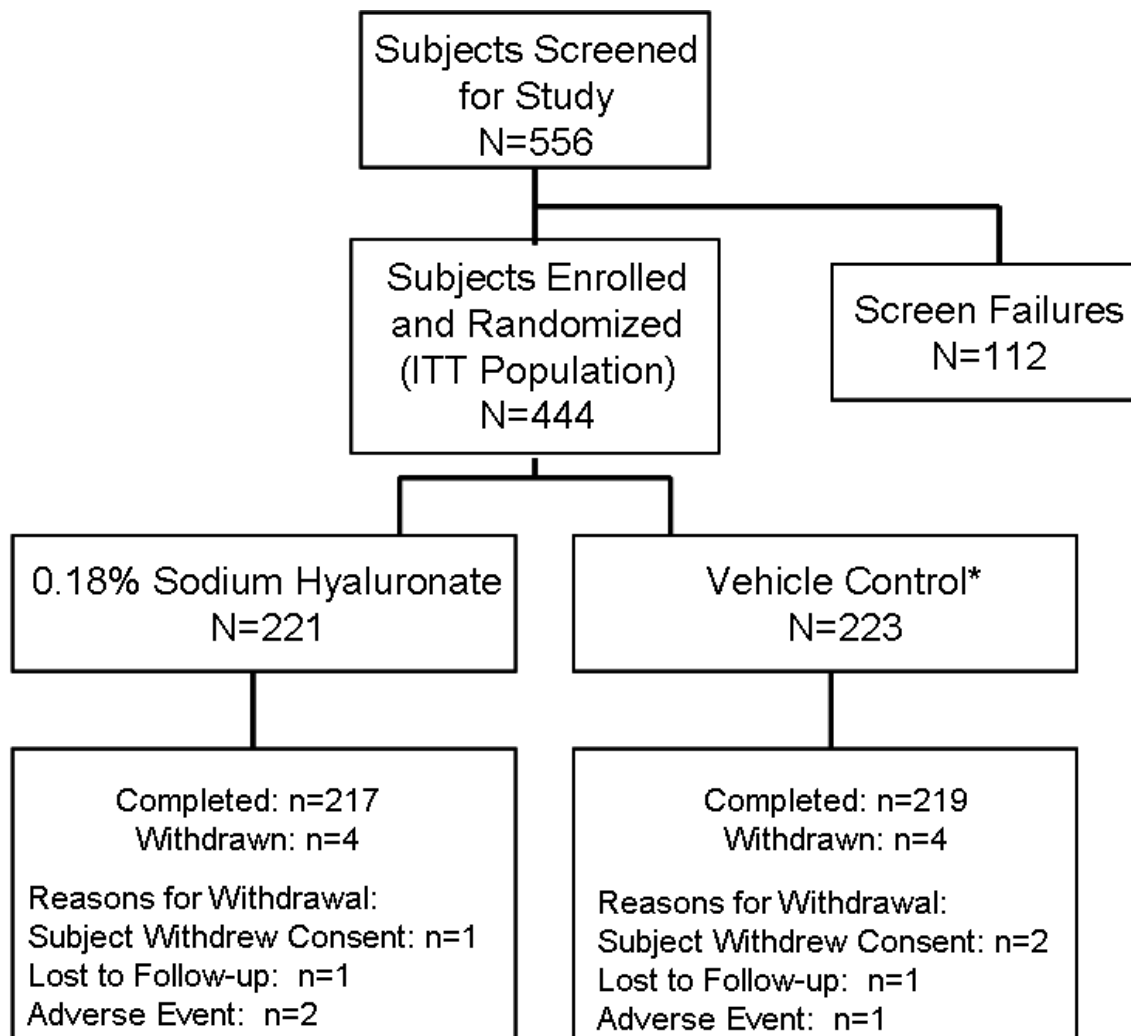 Subjects Screened
for Study
N=556
Subjects Enrolled
and Randomized
(ITT Population)
N=444
Screen Failures
N=112
0.18% Sodium Hyaluronate
N=221
Vehicle Control*
N=223
Completed: n=217
Withdrawn: n=4
Reasons for Withdrawal:
Subject Withdrew Consent: n=1
Lost to Follow-up: n=1
Adverse Event: n=2
Completed: n=219
Withdrawn: n=4
Reasons for Withdrawal:
Subject Withdrew Consent: n=2
Lost to Follow-up: n=1
Adverse Event: n=1